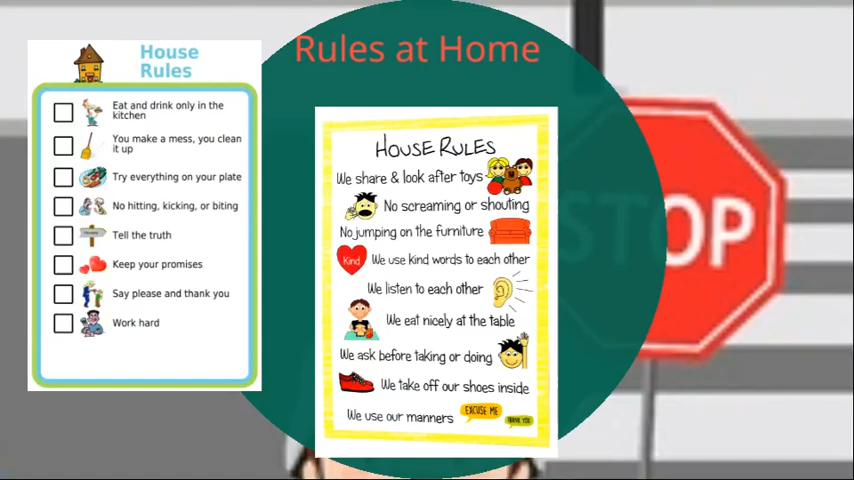 Rules at Home
House
Rules
Eat and drink only in the
kitchen
You make a mess, you clean
it up
Try everything on your plate
No hitting, kicking, or biting
Tell the truth
Keep your promises
Say please and thank you
Work hard
HOUSE RULES
We share & look after toys
No screaming or shouting
No jumping on the furniture
Kind We use kind words to each other
We listen to each other
We eat nicely at the table
We ask before taking or doing
We take off our shoes inside
We use our manners EXCUSE ME THANK YOU
STOP